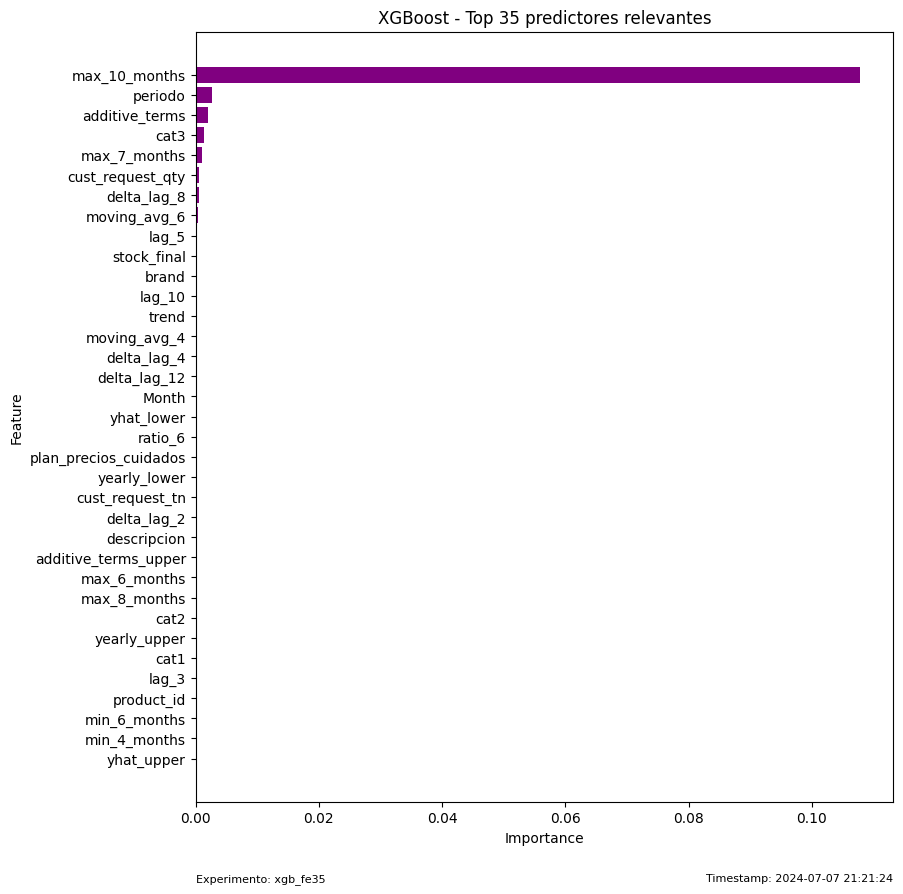 XGBoost - Top 35 predictores relevantes
max_10_months
periodo
additive_terms
cat3
max_7_months
cust_request_qty
delta_lag_8
moving_avg_6
lag_5
stock_final
brand
lag_10
trend
moving_avg_4
delta_lag_4
delta_lag_12
Month
yhat_lower
ratio_6
plan_precios_cuidados
yearly_lower
cust_request_tn
delta_lag_2
descripcion
additive_terms_upper
max_6_months
max_8_months
cat2
yearly_upper
cat1
lag_3
product_id
min_6_months
min_4_months
yhat_upper
Feature
0.00 0.02 0.04 0.06 0.08 0.10
Importance
Experimento: xgb_fe35 Timestamp: 2024-07-07 21:21:24